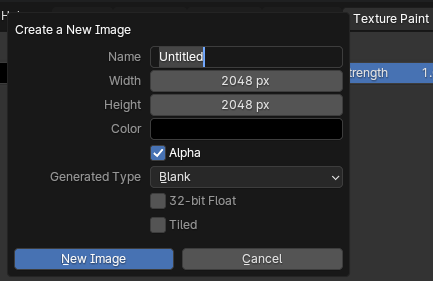 Texture Paint
Create a New Image
Name Untitled
Width 2048 px
trength 1.
Height 2048 px
Color
Alpha
Generated Type Blank
32-bit Float
Tiled
New Image Cancel